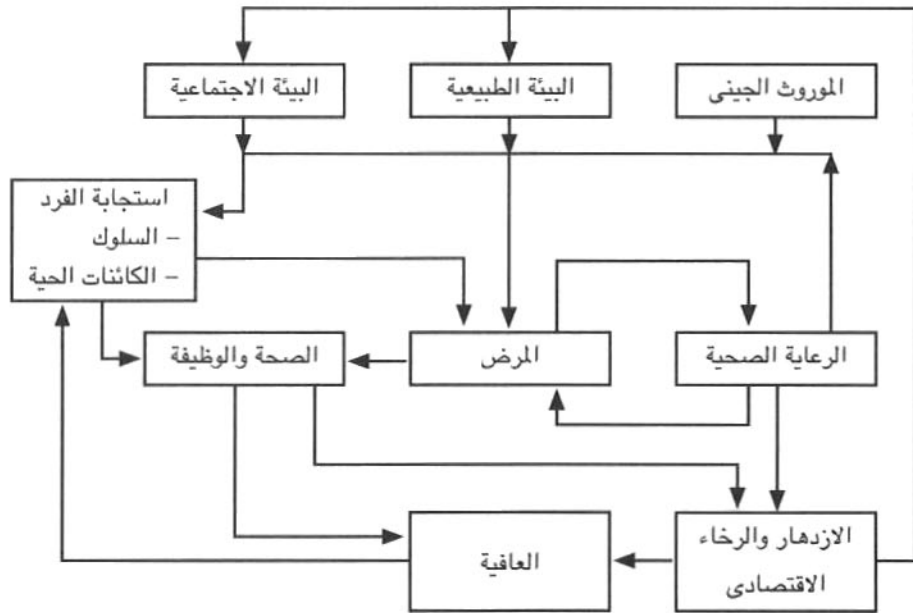 الموروث الجينى
البيئة الطبيعية
البيئة الاجتماعية
استجابة الفرد
– السلوك
– الكائنات الحية
الرعاية الصحية
المرض
الصحة والوظيفة
الازدهار والرخاء
الاقتصادى
العافية